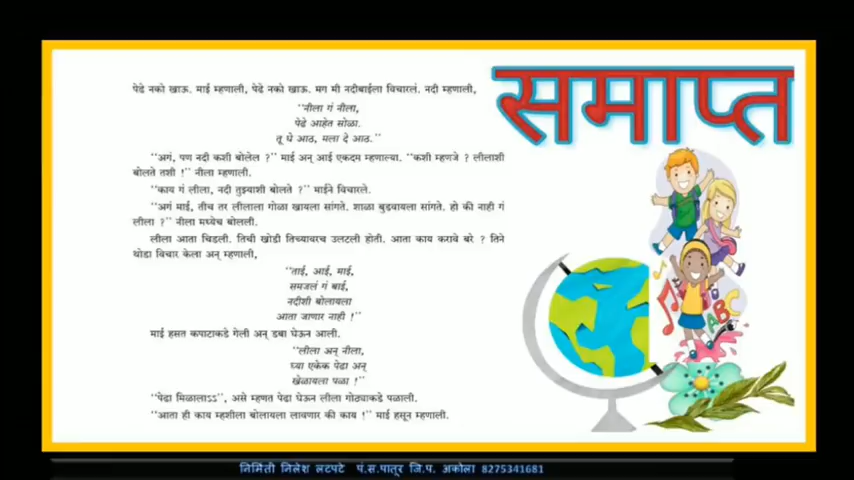 पेढे नको खाऊ. माई म्हणाली, पेढे नको खाऊ. मग मी नदीबाईला विचारलं. नदी म्हणाली,
''नीला गं नीला,
पेढे आहेत सोळा.
तू घे आठ, मला दे आठ.''
''अगं, पण नदी कशी बोलेल ?'' माई अन् आई एकदम म्हणाल्या. ''कशी म्हणजे ? लीलाशी
बोलते तशी !'' नीला म्हणाली.
''काय गं लीला, नदी तुझ्याशी बोलते ?'' माईने विचारले.
''अगं माई, तीच तर लीलाला गोळा खायला सांगते. शाळा बुडवायला सांगते. हो की नाही गं
लीला ?'' नीला मध्येच बोलली.
लीला आता चिडली. तिची खोडी तिच्यावरच उलटली होती. आता काय करावे बरे ? तिने
थोडा विचार केला अन् म्हणाली,
''ताई, आई, माई,
समजलं गं बाई,
नदीशी बोलायला
आता जाणार नाही !''
माई हसत कपाटाकडे गेली अन् डबा घेऊन आली.
''लीला अन् नीला,
घ्या एकेक पेढा अन्
खेळायला पळा !''
''पेढा मिळालाऽऽ'', असे म्हणत पेढा घेऊन लीला गोठ्याकडे पळाली.
''आता ही काय म्हशीला बोलायला लावणार की काय !'' माई हसून म्हणाली.
समाप्त
ABC
निर्मिती निलेश लटपटे पं.स.पातूर जि.प. अकोला 8275341681